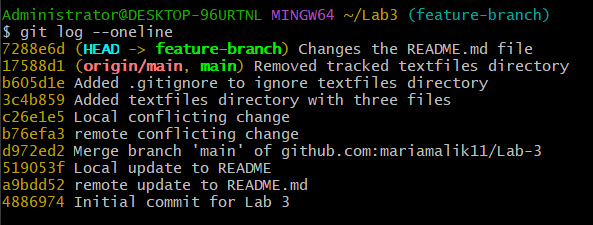 Administrator@DESKTOP-96URTNL MINGW64 ~/Lab3 (feature-branch)
$ git log --oneline
7288e6d (HEAD -> feature-branch) Changes the README.md file
17588d1 (origin/main, main) Removed tracked textfiles directory
b605d1e Added .gitignore to ignore textfiles directory
3c4b859 Added textfiles directory with three files
c26e1e5 Local conflicting change
b76efa3 remote conflicting change
d972ed2 Merge branch 'main' of github.com:mariamalik11/Lab-3
519053f Local update to README
a9bdd52 remote update to README.md
4886974 Initial commit for Lab 3